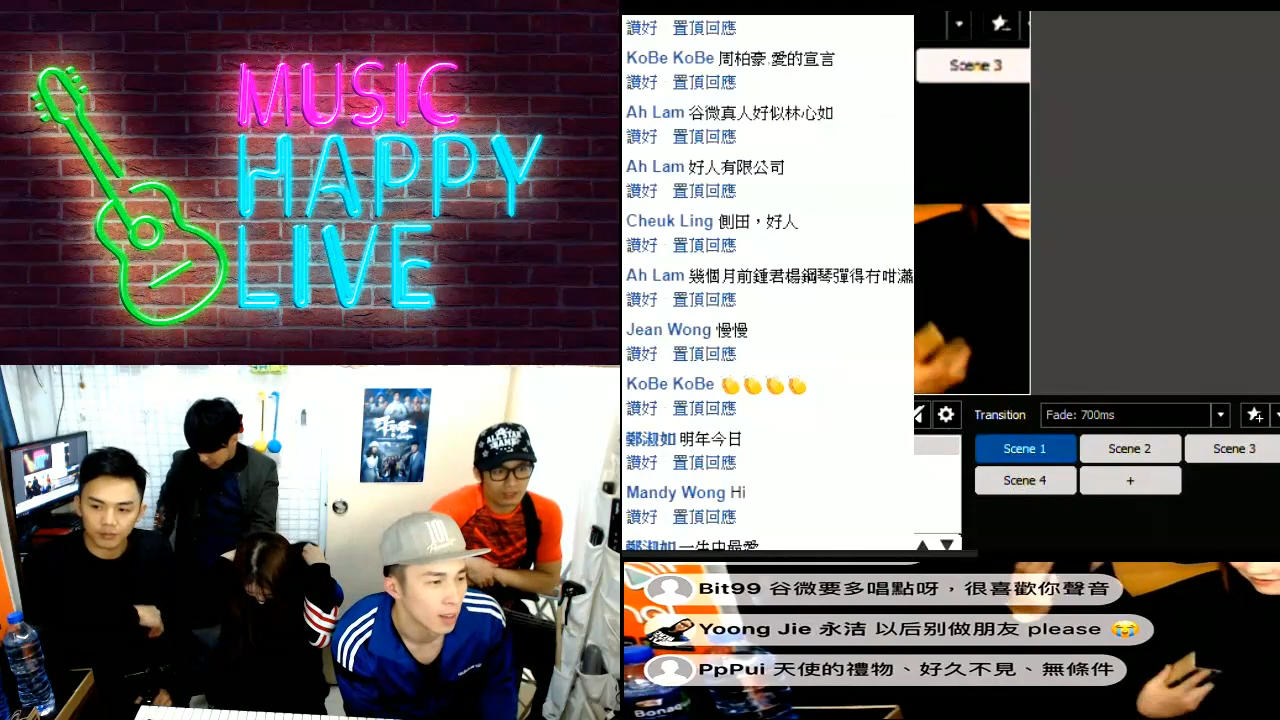 MUSIC
HAPPY
LIVE
讚好 置頂回應
KoBe KoBe 周柏豪.愛的宣言
讚好 置頂回應
Ah Lam 谷微真人好似林心如
讚好 置頂回應
Ah Lam 好人有限公司
讚好 置頂回應
Cheuk Ling 側田，好人
讚好 置頂回應
Ah Lam 幾個月前鍾君楊鋼琴彈得冇咁瀟
讚好 置頂回應
Jean Wong 慢慢
讚好 置頂回應
KoBe KoBe 👏👏👏👏
讚好 置頂回應
鄭淑如 明年今日
讚好 置頂回應
Mandy Wong Hi
讚好 置頂回應
鄭淑如 一生中最愛
Scene 3
Transition Fade: 700ms
Scene 1 Scene 2 Scene 3
Scene 4 +
Bit99 谷微要多唱點呀，很喜歡你聲音
Yoong Jie 永洁 以后别做朋友 please 😭
PpPui 天使的禮物、好久不見、無條件
Bonaq